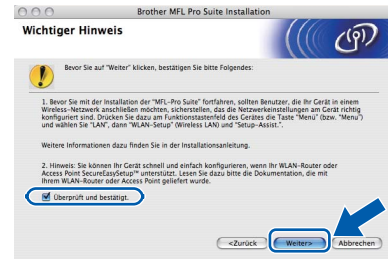 Brother MFL Pro Suite Installation
Wichtiger Hinweis
Bevor Sie auf "Weiter" klicken, bestätigen Sie bitte Folgendes:
1. Bevor Sie mit der Installation der "MFL-Pro Suite" fortfahren, sollten Benutzer, die ihr Gerät in einem
Wireless-Netzwerk anschließen möchten, sicherstellen, das die Netzwerkeinstellungen am Gerät richtig
konfiguriert sind. Drücken Sie dazu am Funktionstastenfeld des Gerätes die Taste "Menü" (bzw. "Menu")
und wählen Sie "LAN", dann "WLAN-Setup" (Wireless LAN) und "Setup-Assist.".
Weitere Informationen dazu finden Sie in der Installationsanleitung.
2. Hinweis: Sie können Ihr Gerät schnell und einfach konfigurieren, wenn Ihr WLAN-Router oder
Access Point SecureEasySetup™ unterstützt. Lesen Sie dazu bitte die Dokumentation, die mit
Ihrem WLAN-Router oder Access Point geliefert wurde.
Überprüft und bestätigt.
<Zurück Weiter> Abbrechen